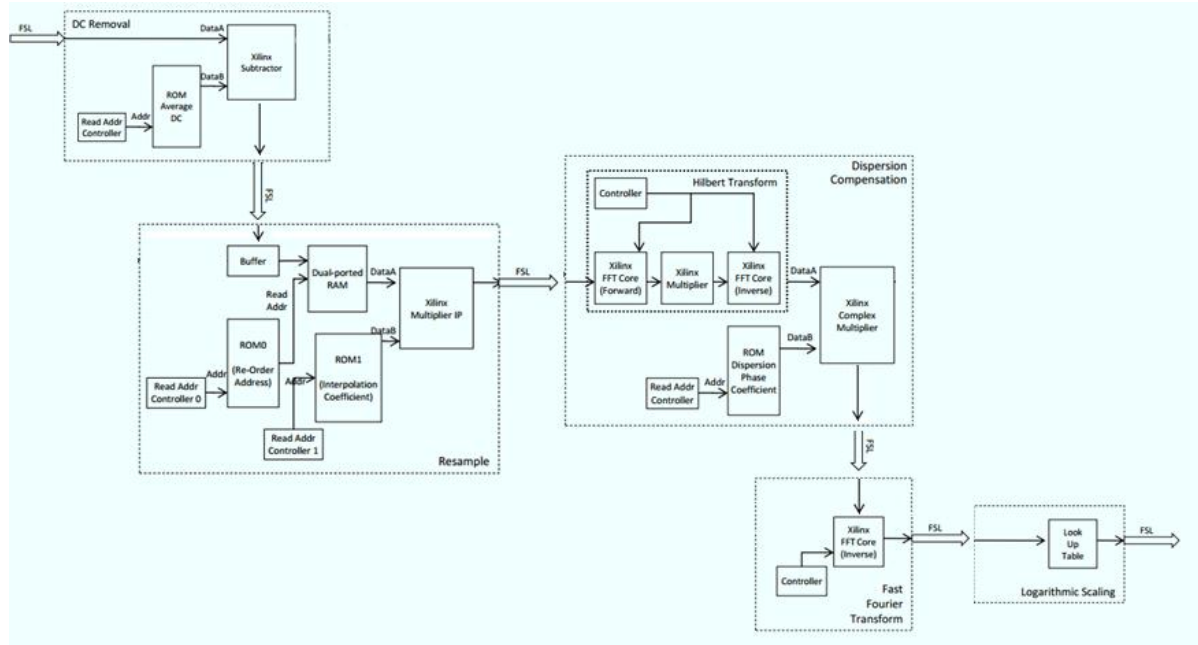 FSL
DC Removal
DataA
Xilinx
Subtractor
DataB
ROM
Average
DC
Addr
Read Addr
Controller
FSL
Buffer
Dual-ported
RAM
DataA
Xilinx
Multiplier IP
Read
Addr
DataB
ROM0
(Re-Order
Address)
ROM1
(Interpolation
Coefficient)
Addr
Addr
Read Addr
Controller 0
Read Addr
Controller 1
Resample
FSL
Dispersion
Compensation
Hilbert Transform
Controller
Xilinx
FFT Core
(Forward)
Xilinx
Multiplier
Xilinx
FFT Core
(Inverse)
DataA
Xilinx
Complex
Multiplier
DataB
ROM
Dispersion
Phase
Coefficient
Addr
Read Addr
Controller
FSL
Xilinx
FFT Core
(Inverse)
Controller
Fast
Fourier
Transform
FSL
Look
Up
Table
Logarithmic Scaling
FSL